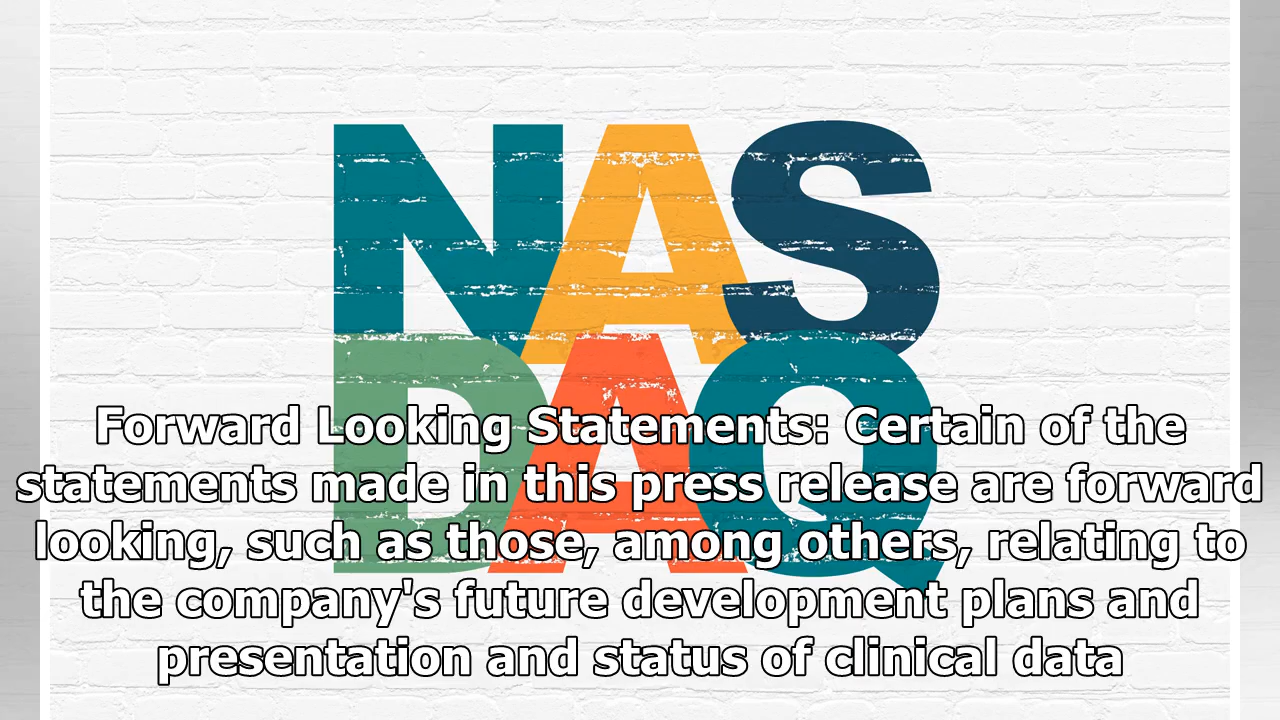 NAS
DAQ
Forward Looking Statements: Certain of the
statements made in this press release are forward
looking, such as those, among others, relating to
the company's future development plans and
presentation and status of clinical data